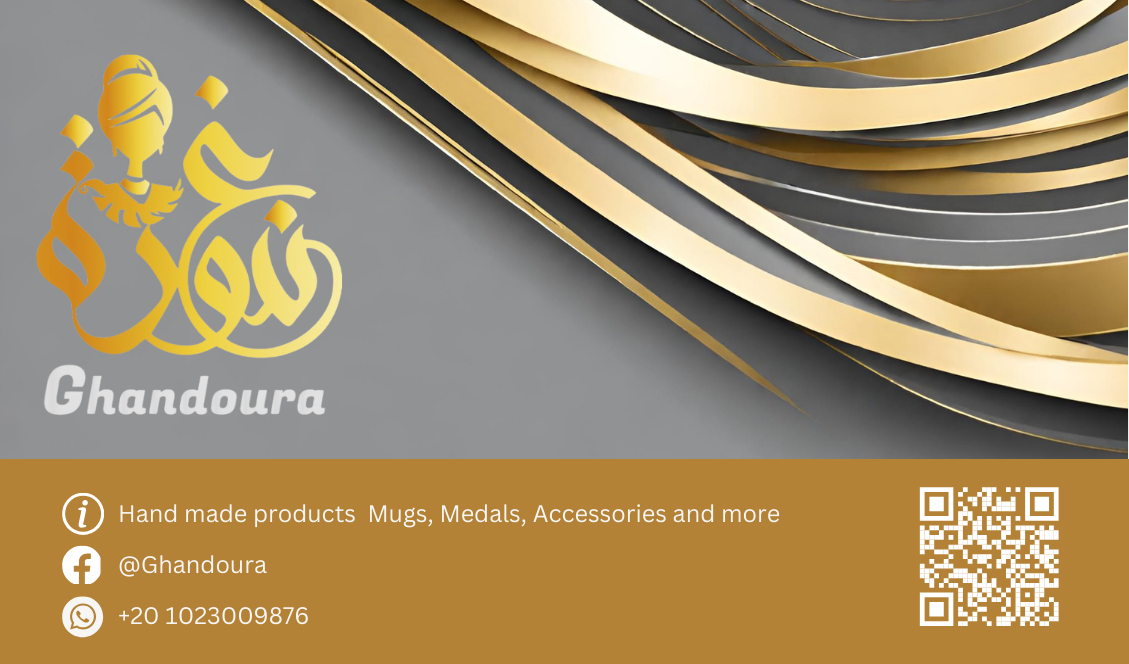 غندورة
Ghandoura
Hand made products  Mugs, Medals, Accessories and more
@Ghandoura
+20 1023009876